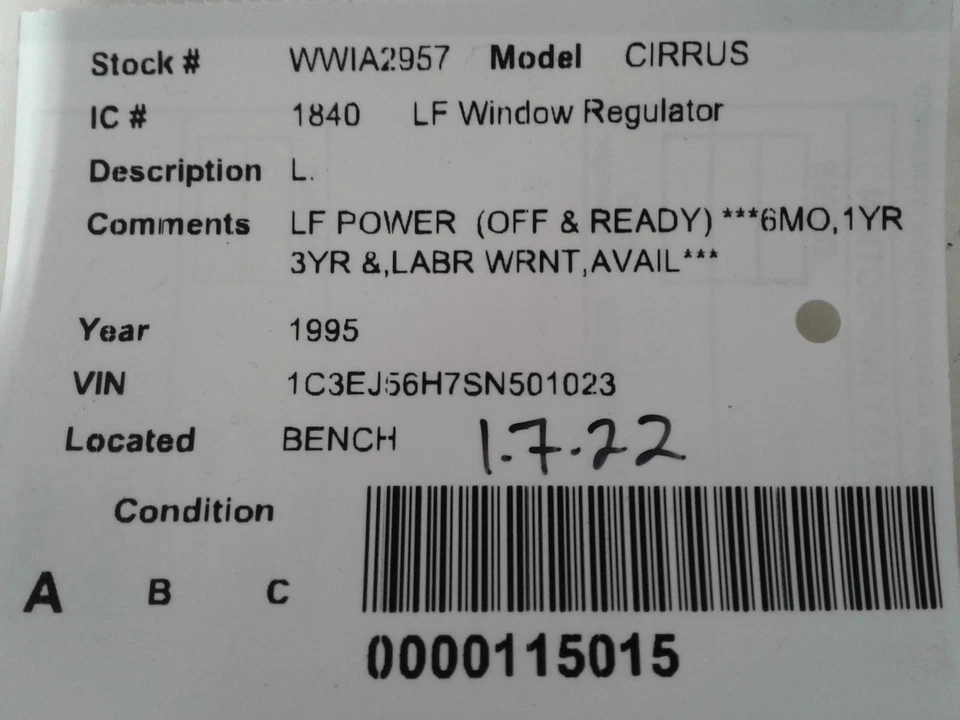 Stock # WWIA2957 Model CIRRUS
IC # 1840 LF Window Regulator
Description L.
Comments LF POWER (OFF & READY) ***6MO,1YR
3YR &,LABR WRNT,AVAIL***
Year 1995
VIN 1C3EJ56H7SN501023
Located BENCH 1.7.22
Condition
A B C
0000115015